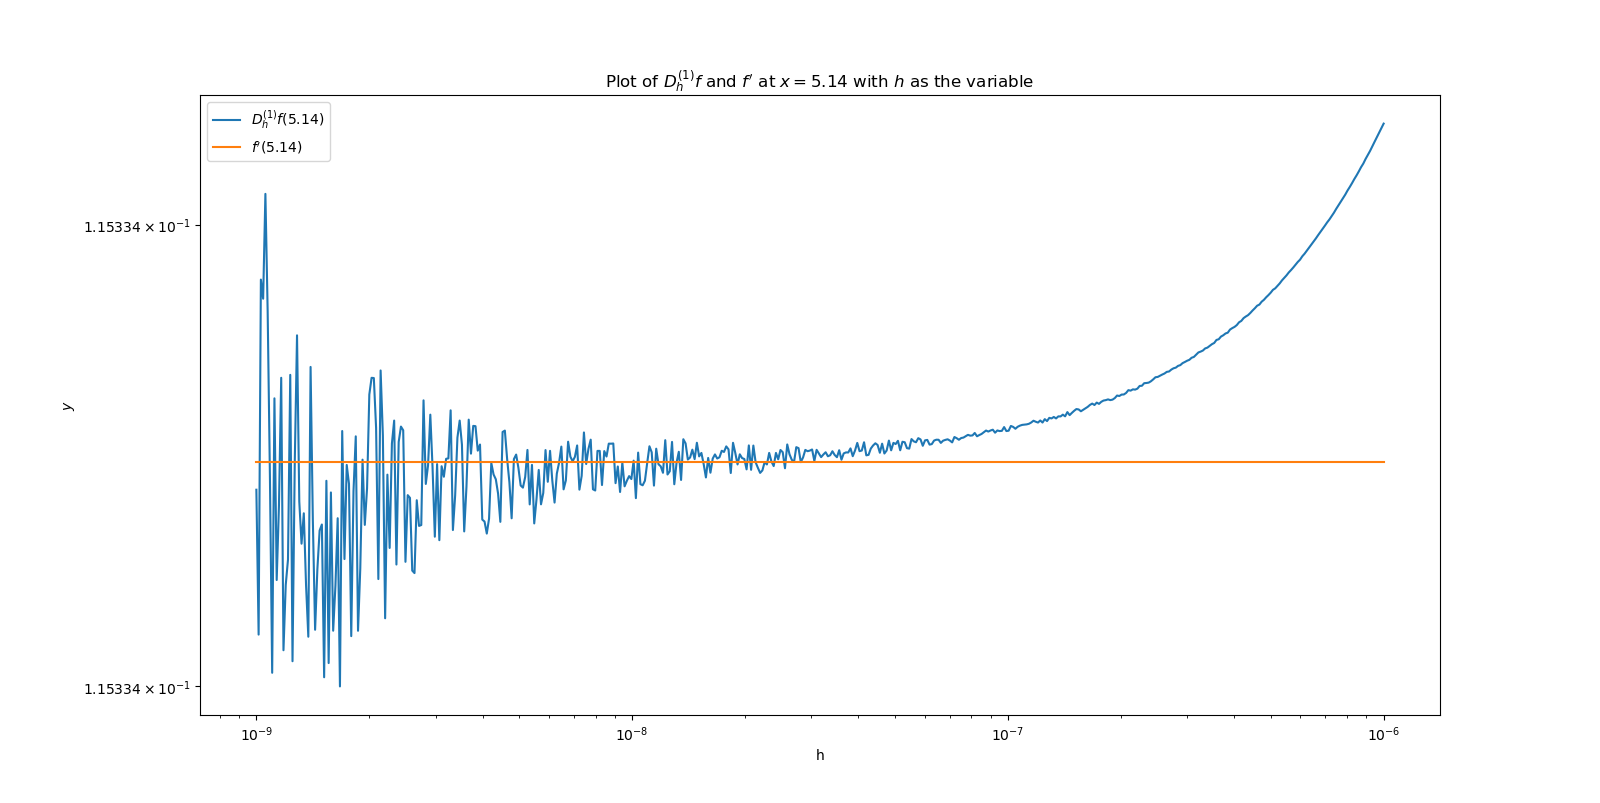 Plot of $D_h^{(1)}f$ and $f'$ at $x = 5.14$ with $h$ as the variable
$D_h^{(1)}f(5.14)$
$f'(5.14)$
$1.15334 \times 10^{-1}$
y
$1.15334 \times 10^{-1}$
$10^{-9}$ $10^{-8}$ $10^{-7}$ $10^{-6}$
h